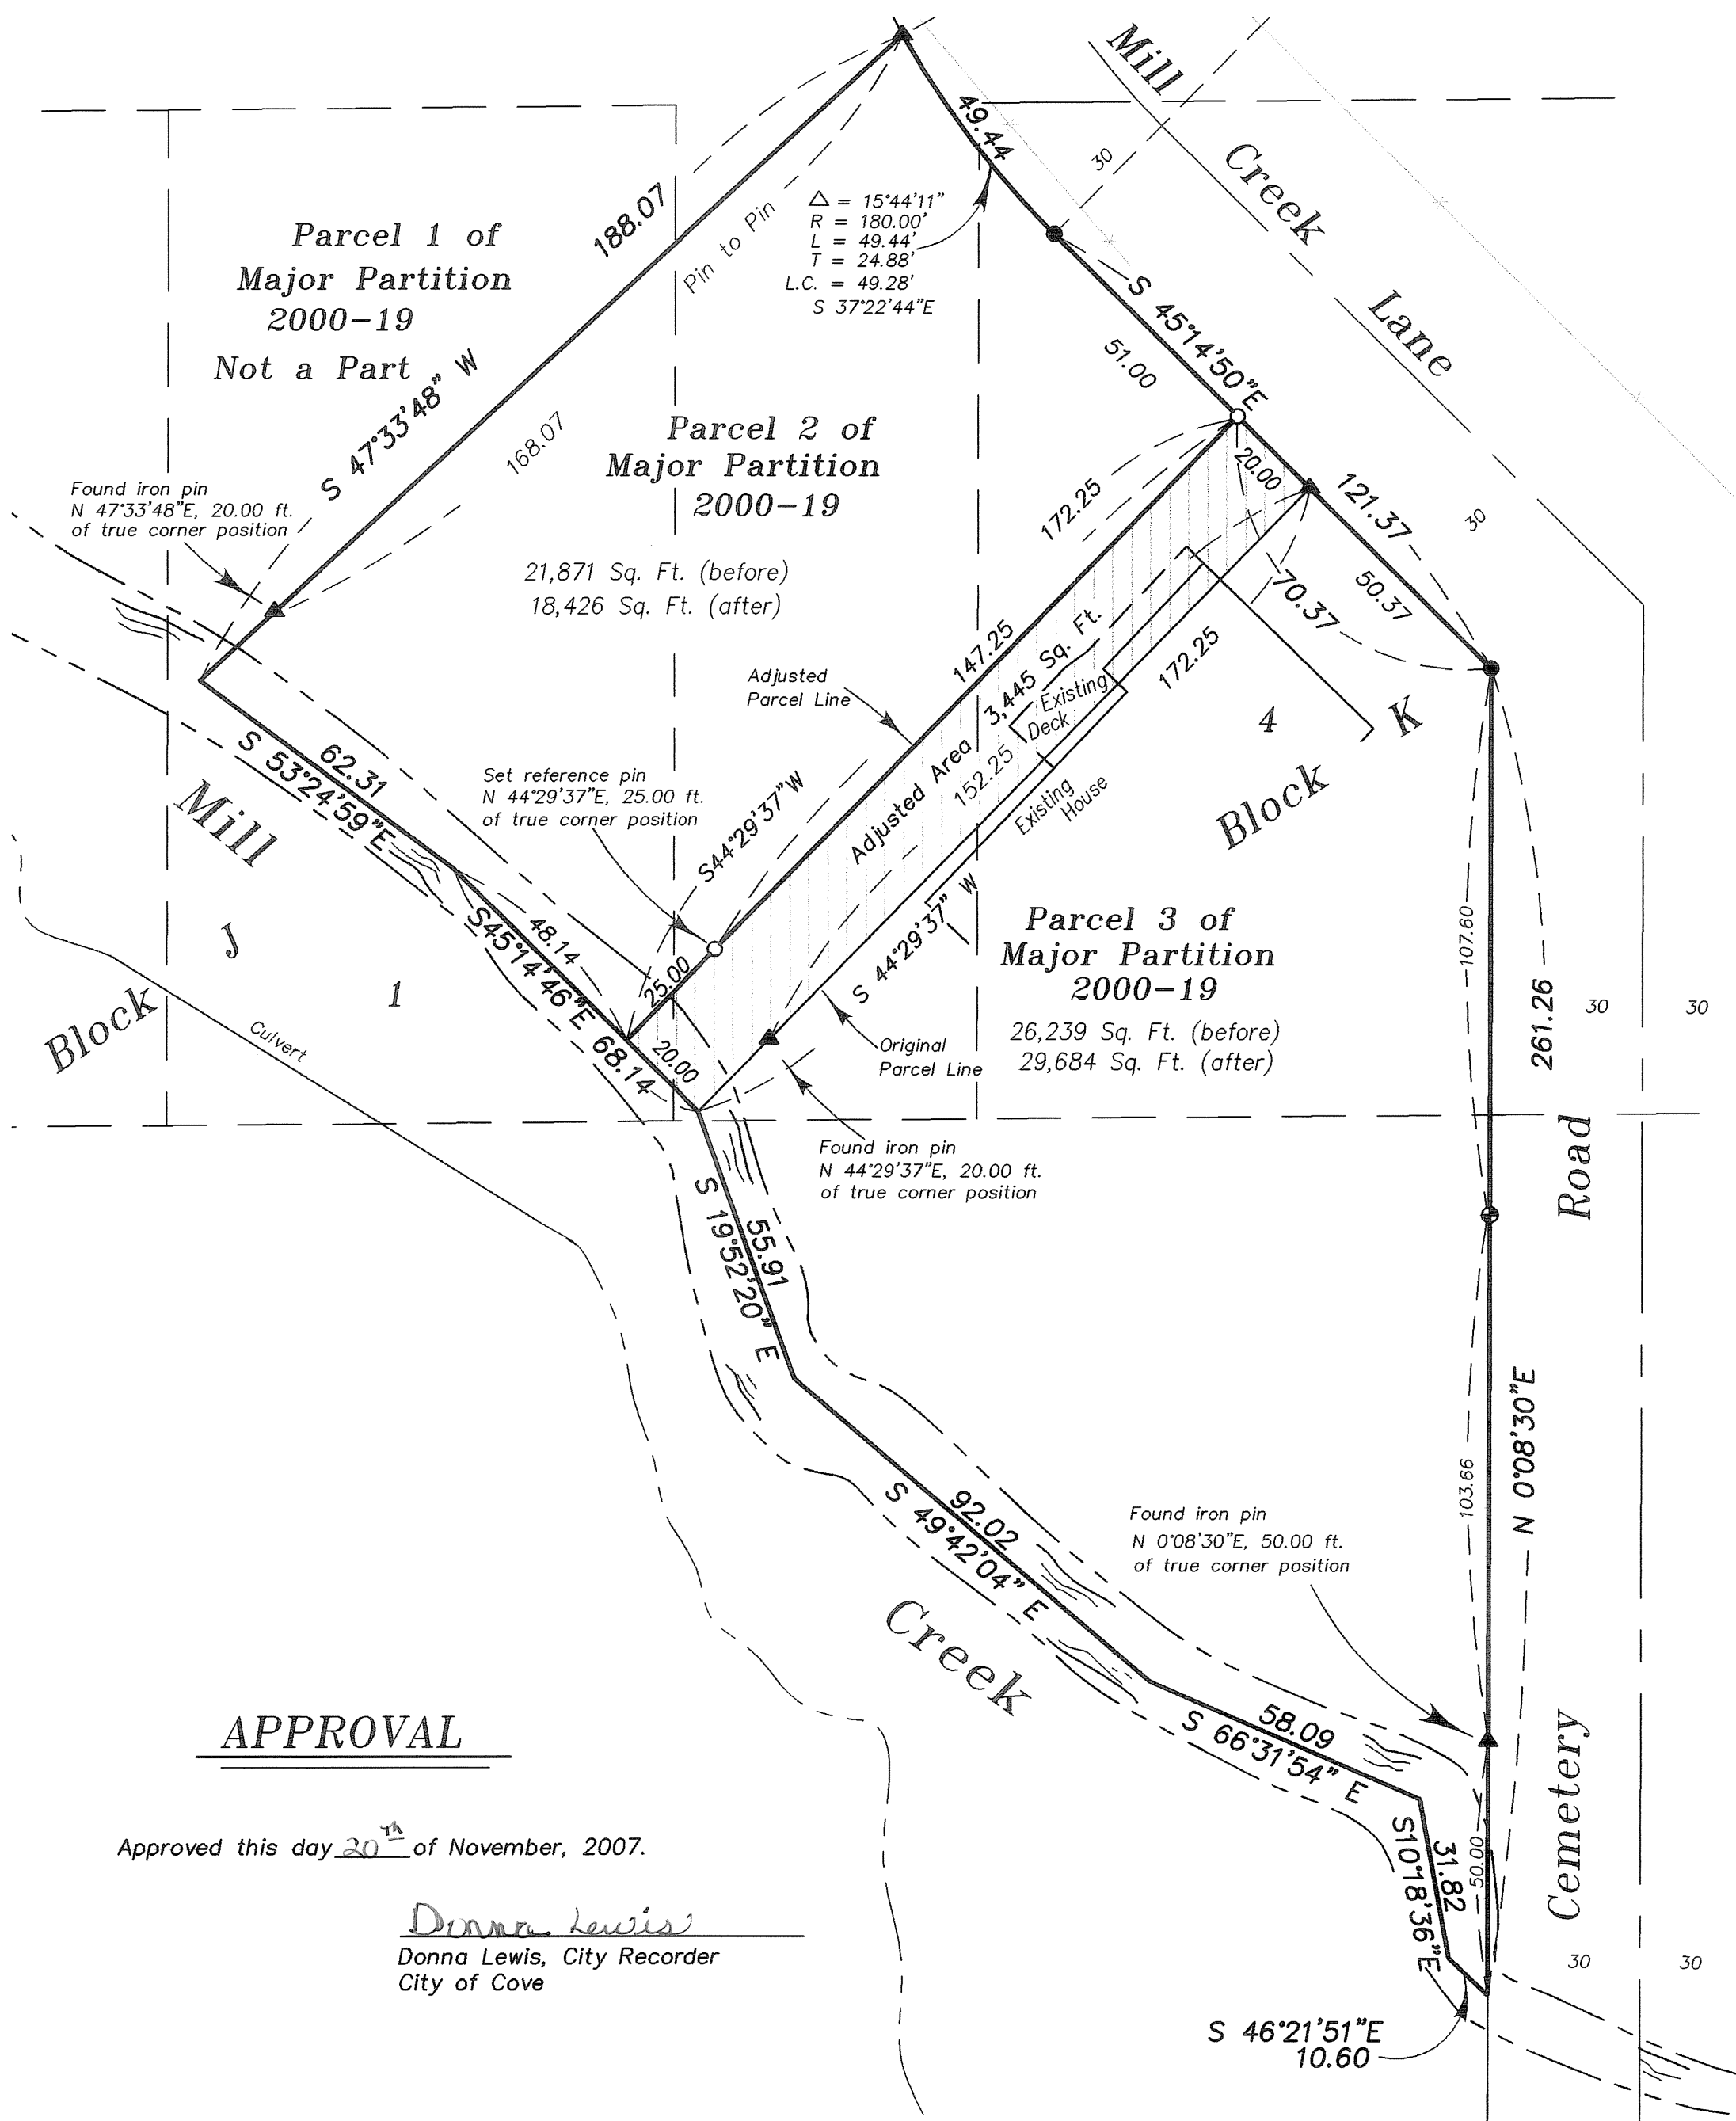 Mill
Creek
Lane
49.44
30
188.07
Pin to Pin
△ = 15°44'11"
R = 180.00'
L = 49.44'
T = 24.88'
L.C. = 49.28'
S 37°22'44"E
Parcel 1 of
Major Partition
2000-19
Not a Part
S 47°33'48" W
168.07
S 45°14'50"E
51.00
Parcel 2 of
Major Partition
2000-19
21,871 Sq. Ft. (before)
18,426 Sq. Ft. (after)
Found iron pin
N 47°33'48"E, 20.00 ft.
of true corner position
20.00
121.37
30
172.25
70.37
50.37
147.25
3,445 Sq. Ft.
Adjusted Area
172.25
Adjusted
Parcel Line
Existing
Deck
152.25
Existing
House
4
Block K
S 53°24'59"E
62.31
Set reference pin
N 44°29'37"E, 25.00 ft.
of true corner position
S44°29'37"W
Mill
Block J
1
Culvert
48.14
S45°14'46"E 68.14
25.00
20.00
S 44°29'37" W
Original
Parcel Line
Parcel 3 of
Major Partition
2000-19
26,239 Sq. Ft. (before)
29,684 Sq. Ft. (after)
107.60
261.26
30
30
Found iron pin
N 44°29'37"E, 20.00 ft.
of true corner position
Road
S 19°52'20" E
55.91
N 0°08'30"E
103.66
92.02
S 49°42'04" E
Found iron pin
N 0°08'30"E, 50.00 ft.
of true corner position
Creek
58.09
S 66°31'54" E
Cemetery
31.82
S10°18'36"E
50.00
30
30
S 46°21'51"E
10.60
APPROVAL
Approved this day 20th of November, 2007.
Donna Lewis
Donna Lewis, City Recorder
City of Cove